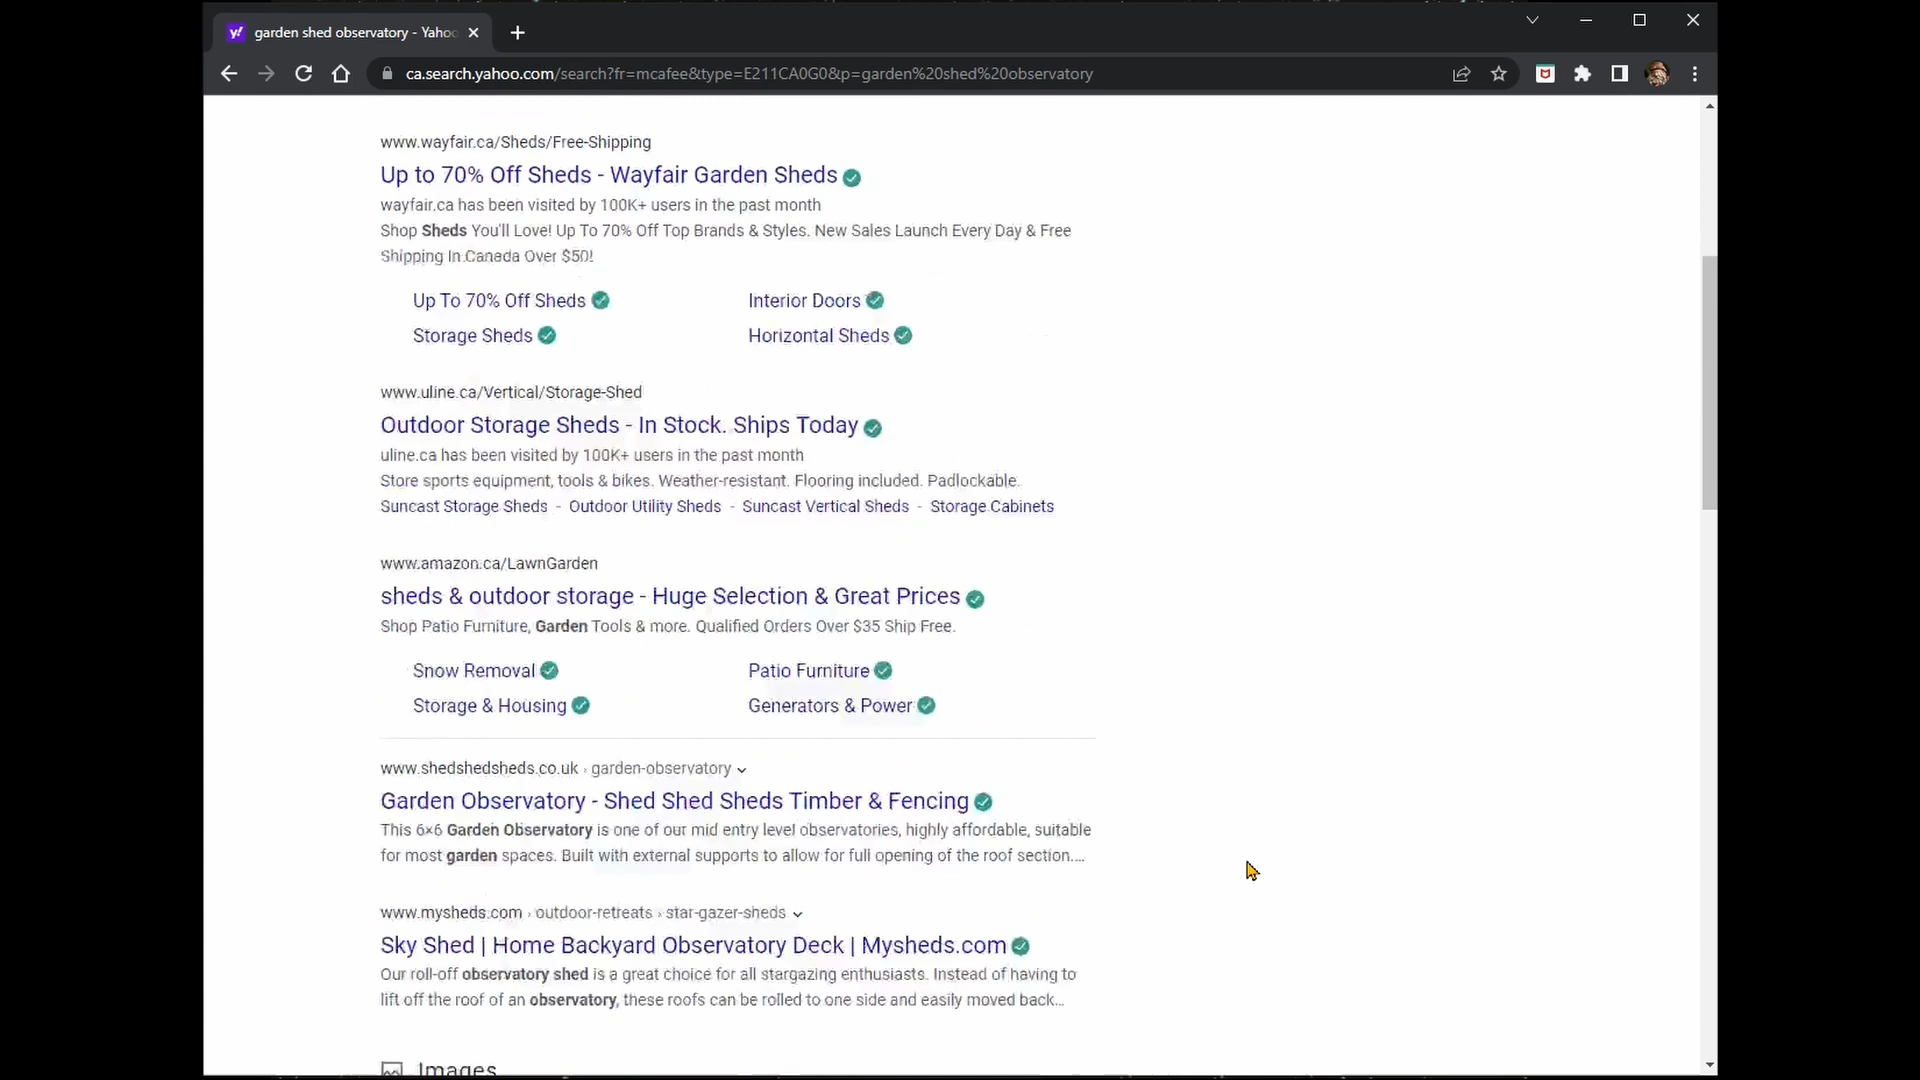 garden shed observatory - Yahoo
ca.search.yahoo.com/search?fr=mcafee&type=E211CA0G0&p=garden%20shed%20observatory
www.wayfair.ca/Sheds/Free-Shipping
Up to 70% Off Sheds - Wayfair Garden Sheds
wayfair.ca has been visited by 100K+ users in the past month
Shop Sheds You'll Love! Up To 70% Off Top Brands & Styles. New Sales Launch Every Day & Free
Shipping In Canada Over $50!
Up To 70% Off Sheds Interior Doors
Storage Sheds Horizontal Sheds
www.uline.ca/Vertical/Storage-Shed
Outdoor Storage Sheds - In Stock. Ships Today
uline.ca has been visited by 100K+ users in the past month
Store sports equipment, tools & bikes. Weather-resistant. Flooring included. Padlockable.
Suncast Storage Sheds - Outdoor Utility Sheds - Suncast Vertical Sheds - Storage Cabinets
www.amazon.ca/LawnGarden
sheds & outdoor storage - Huge Selection & Great Prices
Shop Patio Furniture, Garden Tools & more. Qualified Orders Over $35 Ship Free.
Snow Removal Patio Furniture
Storage & Housing Generators & Power
www.shedshedsheds.co.uk › garden-observatory
Garden Observatory - Shed Shed Sheds Timber & Fencing
This 6×6 Garden Observatory is one of our mid entry level observatories, highly affordable, suitable
for most garden spaces. Built with external supports to allow for full opening of the roof section....
www.mysheds.com › outdoor-retreats › star-gazer-sheds
Sky Shed | Home Backyard Observatory Deck | Mysheds.com
Our roll-off observatory shed is a great choice for all stargazing enthusiasts. Instead of having to
lift off the roof of an observatory, these roofs can be rolled to one side and easily moved back...
Images